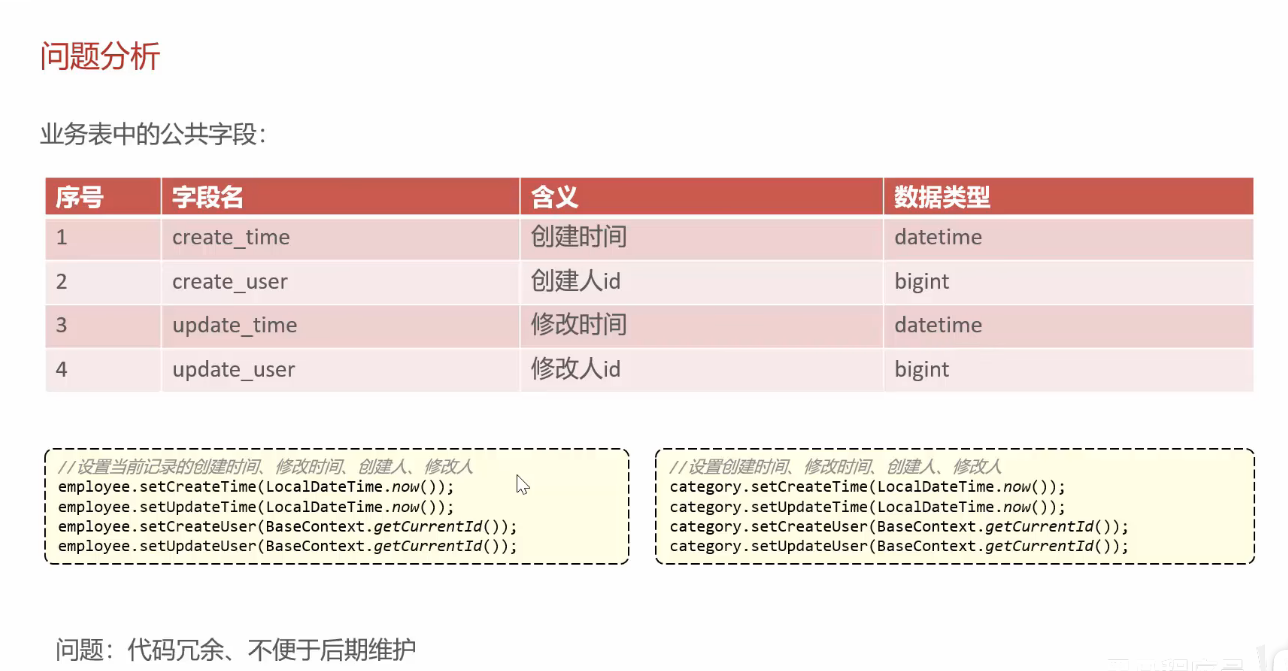 问题分析
业务表中的公共字段：
序号 字段名 含义 数据类型
1 create_time 创建时间 datetime
2 create_user 创建人id bigint
3 update_time 修改时间 datetime
4 update_user 修改人id bigint
//设置当前记录的创建时间、修改时间、创建人、修改人
employee.setCreateTime(LocalDateTime.now());
employee.setUpdateTime(LocalDateTime.now());
employee.setCreateUser(BaseContext.getCurrentId());
employee.setUpdateUser(BaseContext.getCurrentId());
//设置创建时间、修改时间、创建人、修改人
category.setCreateTime(LocalDateTime.now());
category.setUpdateTime(LocalDateTime.now());
category.setCreateUser(BaseContext.getCurrentId());
category.setUpdateUser(BaseContext.getCurrentId());
问题：代码冗余、不便于后期维护